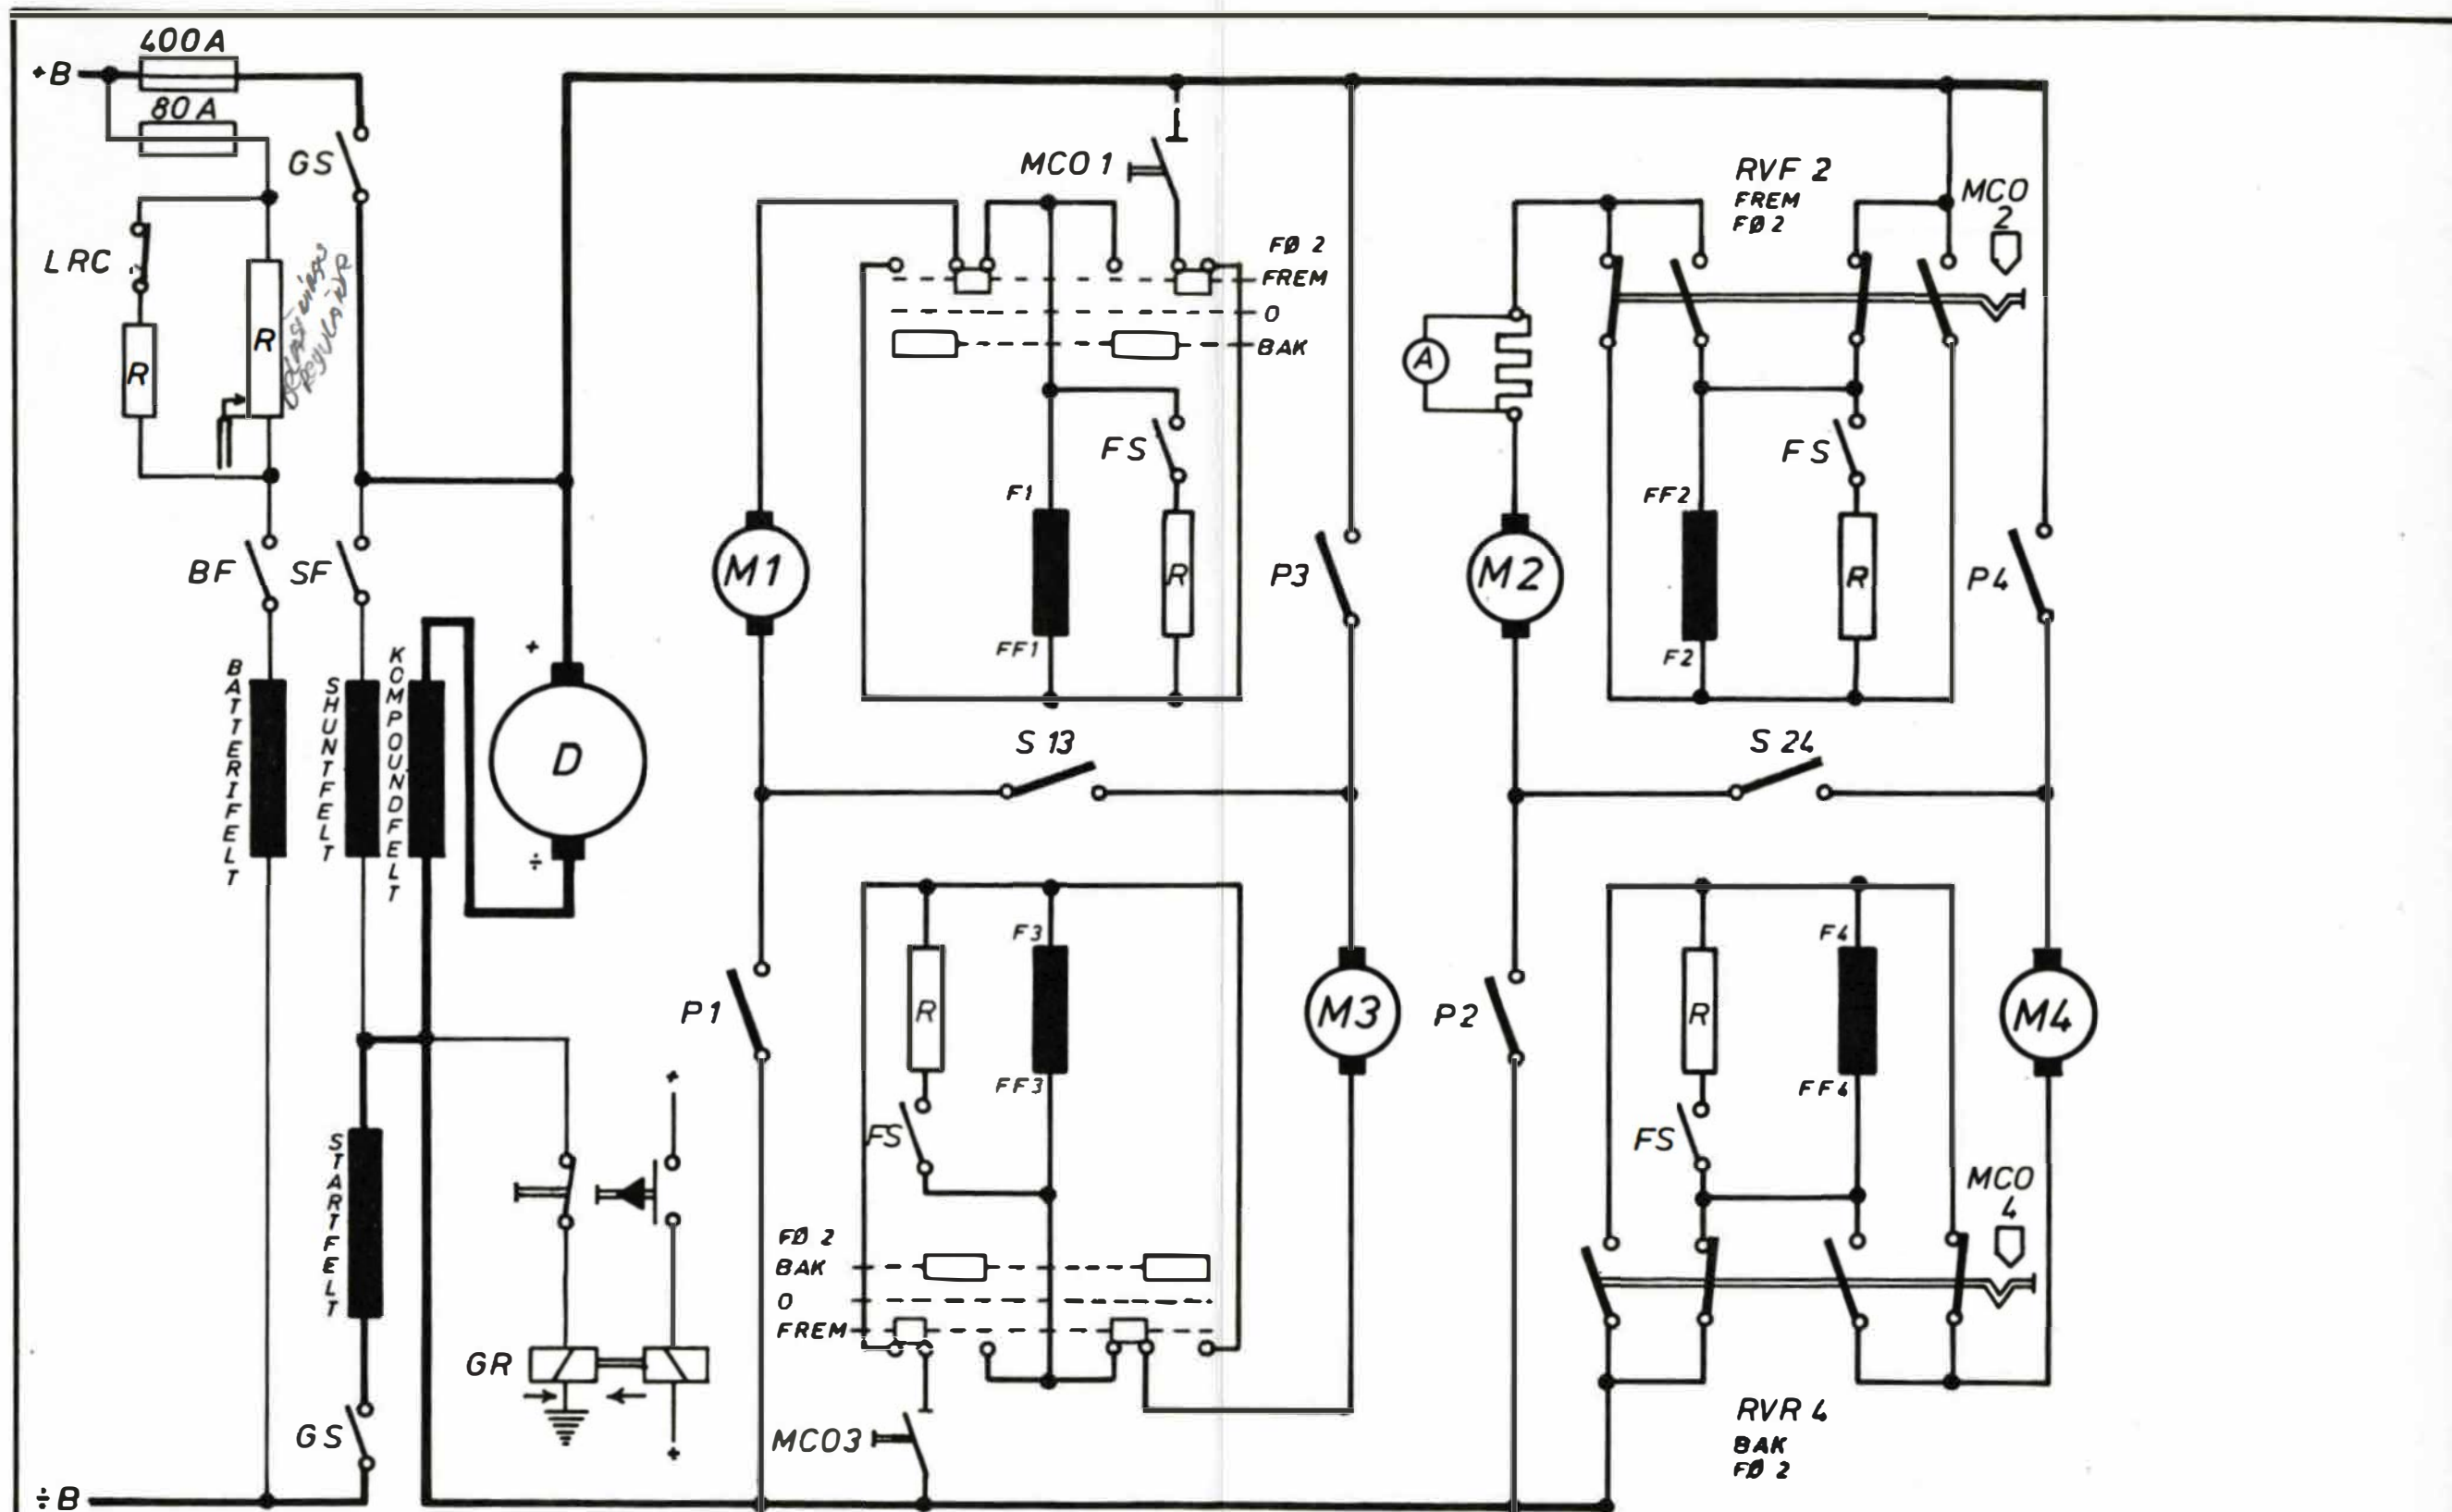 400A
+B
80A
GS
LRC
R
R
BF
SF
BATTERIFELT
SHUNTFELT
KOMPOUNDFELT
+
D
÷
STARTFELT
GS
÷B
GR
+
+
MCO 1
FØ 2
FREM
O
BAK
FS
F1
FF1
R
M1
P3
S 13
P1
R
F3
FF3
FS
M3
FØ 2
BAK
O
FREM
MCO3
RVF 2
FREM
FØ 2
MCO
2
A
FS
FF2
F2
R
M2
P4
S 24
P2
R
F4
FF4
FS
M4
MCO
4
RVR 4
BAK
FØ 2